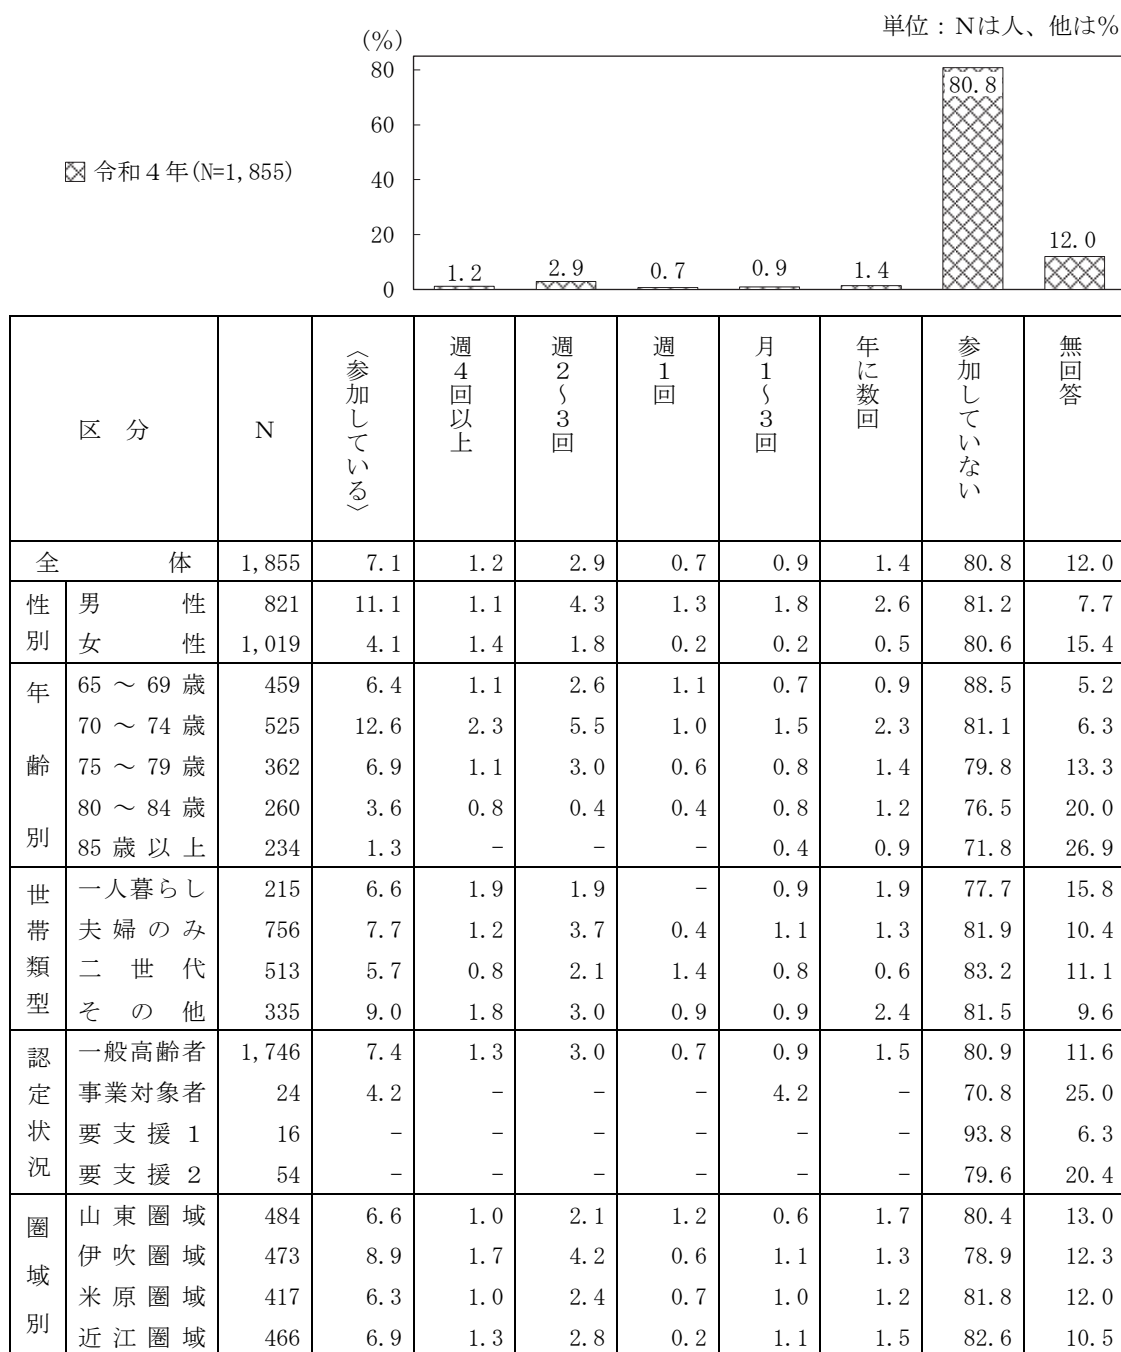 単位：Nは人、他は％
(%)
80
60
40
20
0
令和４年(N=1,855)
1.2 2.9 0.7 0.9 1.4 80.8 12.0
区分 N 〈参加している〉 週４回以上 週２～３回 週１回 月１～３回 年に数回 参加していない 無回答
全体 1,855 7.1 1.2 2.9 0.7 0.9 1.4 80.8 12.0
性別
男性 821 11.1 1.1 4.3 1.3 1.8 2.6 81.2 7.7
女性 1,019 4.1 1.4 1.8 0.2 0.2 0.5 80.6 15.4
年齢別
65～69歳 459 6.4 1.1 2.6 1.1 0.7 0.9 88.5 5.2
70～74歳 525 12.6 2.3 5.5 1.0 1.5 2.3 81.1 6.3
75～79歳 362 6.9 1.1 3.0 0.6 0.8 1.4 79.8 13.3
80～84歳 260 3.6 0.8 0.4 0.4 0.8 1.2 76.5 20.0
85歳以上 234 1.3 － － － 0.4 0.9 71.8 26.9
世帯類型
一人暮らし 215 6.6 1.9 1.9 － 0.9 1.9 77.7 15.8
夫婦のみ 756 7.7 1.2 3.7 0.4 1.1 1.3 81.9 10.4
二世代 513 5.7 0.8 2.1 1.4 0.8 0.6 83.2 11.1
その他 335 9.0 1.8 3.0 0.9 0.9 2.4 81.5 9.6
認定状況
一般高齢者 1,746 7.4 1.3 3.0 0.7 0.9 1.5 80.9 11.6
事業対象者 24 4.2 － － － 4.2 － 70.8 25.0
要支援１ 16 － － － － － － 93.8 6.3
要支援２ 54 － － － － － － 79.6 20.4
圏域別
山東圏域 484 6.6 1.0 2.1 1.2 0.6 1.7 80.4 13.0
伊吹圏域 473 8.9 1.7 4.2 0.6 1.1 1.3 78.9 12.3
米原圏域 417 6.3 1.0 2.4 0.7 1.0 1.2 81.8 12.0
近江圏域 466 6.9 1.3 2.8 0.2 1.1 1.5 82.6 10.5